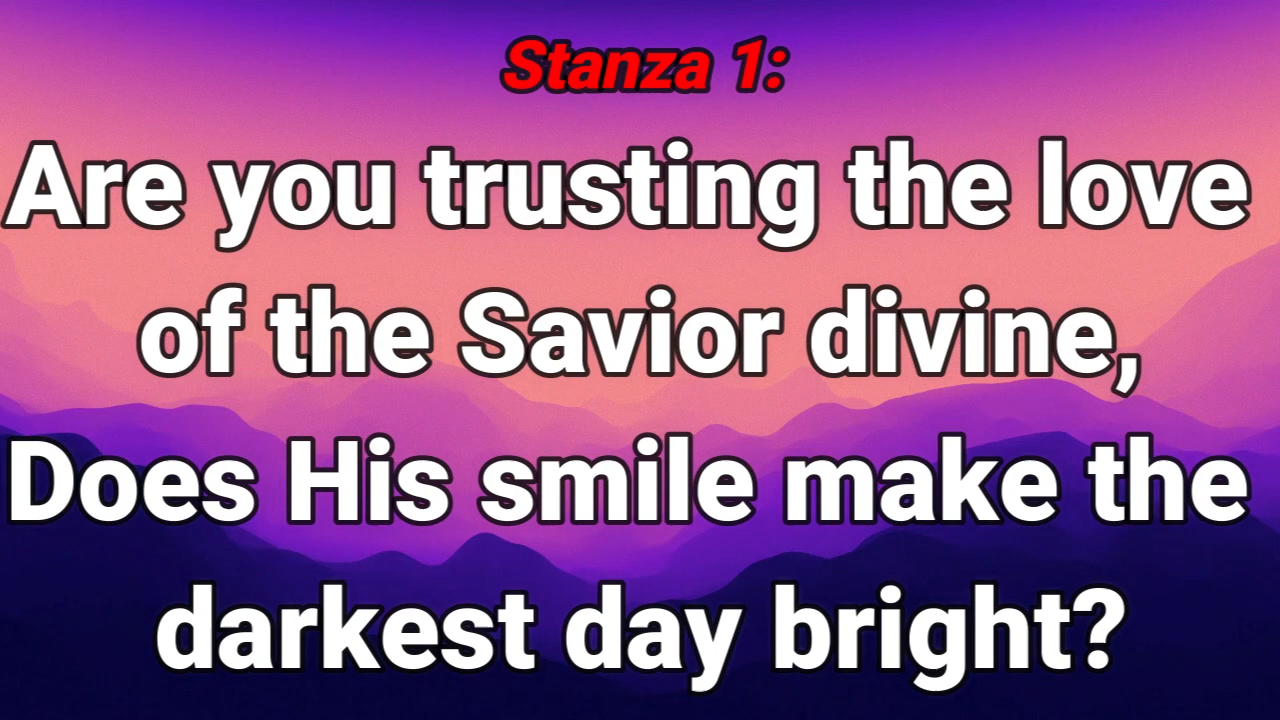 Stanza 1:
Are you trusting the love
of the Savior divine,
Does His smile make the
darkest day bright?